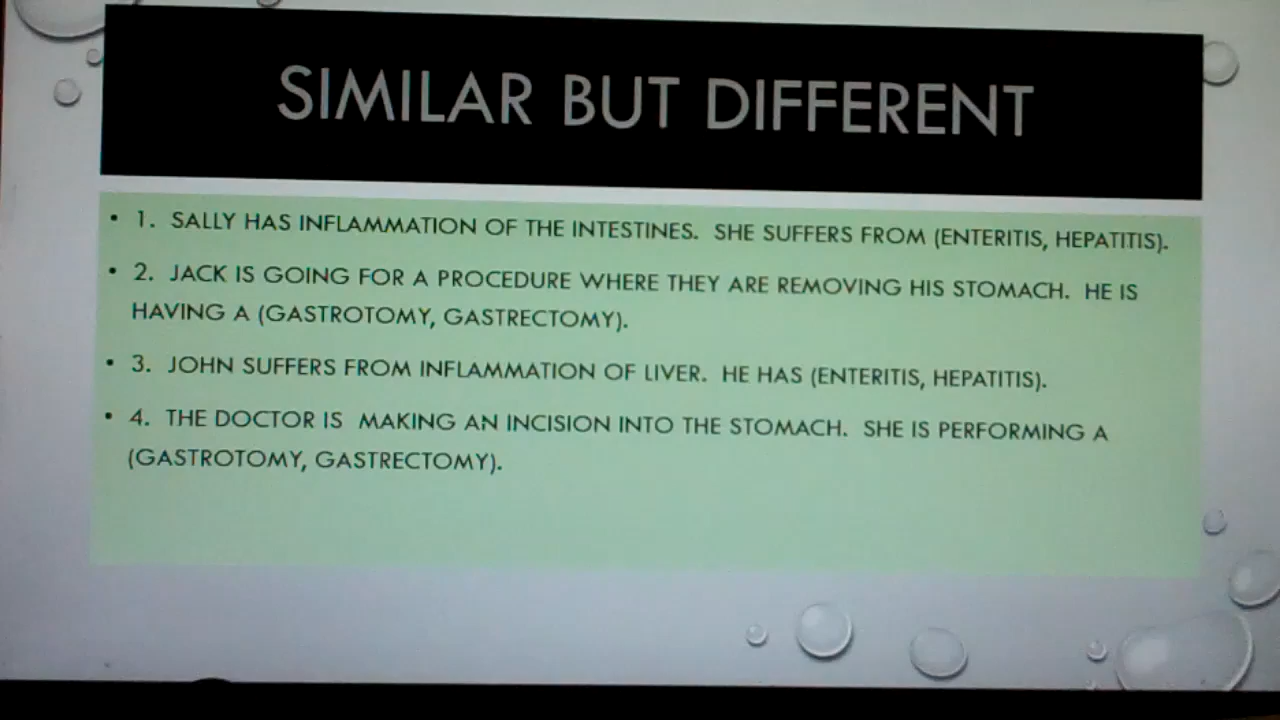 SIMILAR BUT DIFFERENT
• 1. SALLY HAS INFLAMMATION OF THE INTESTINES. SHE SUFFERS FROM (ENTERITIS, HEPATITIS).
• 2. JACK IS GOING FOR A PROCEDURE WHERE THEY ARE REMOVING HIS STOMACH. HE IS
HAVING A (GASTROTOMY, GASTRECTOMY).
• 3. JOHN SUFFERS FROM INFLAMMATION OF LIVER. HE HAS (ENTERITIS, HEPATITIS).
• 4. THE DOCTOR IS MAKING AN INCISION INTO THE STOMACH. SHE IS PERFORMING A
(GASTROTOMY, GASTRECTOMY).